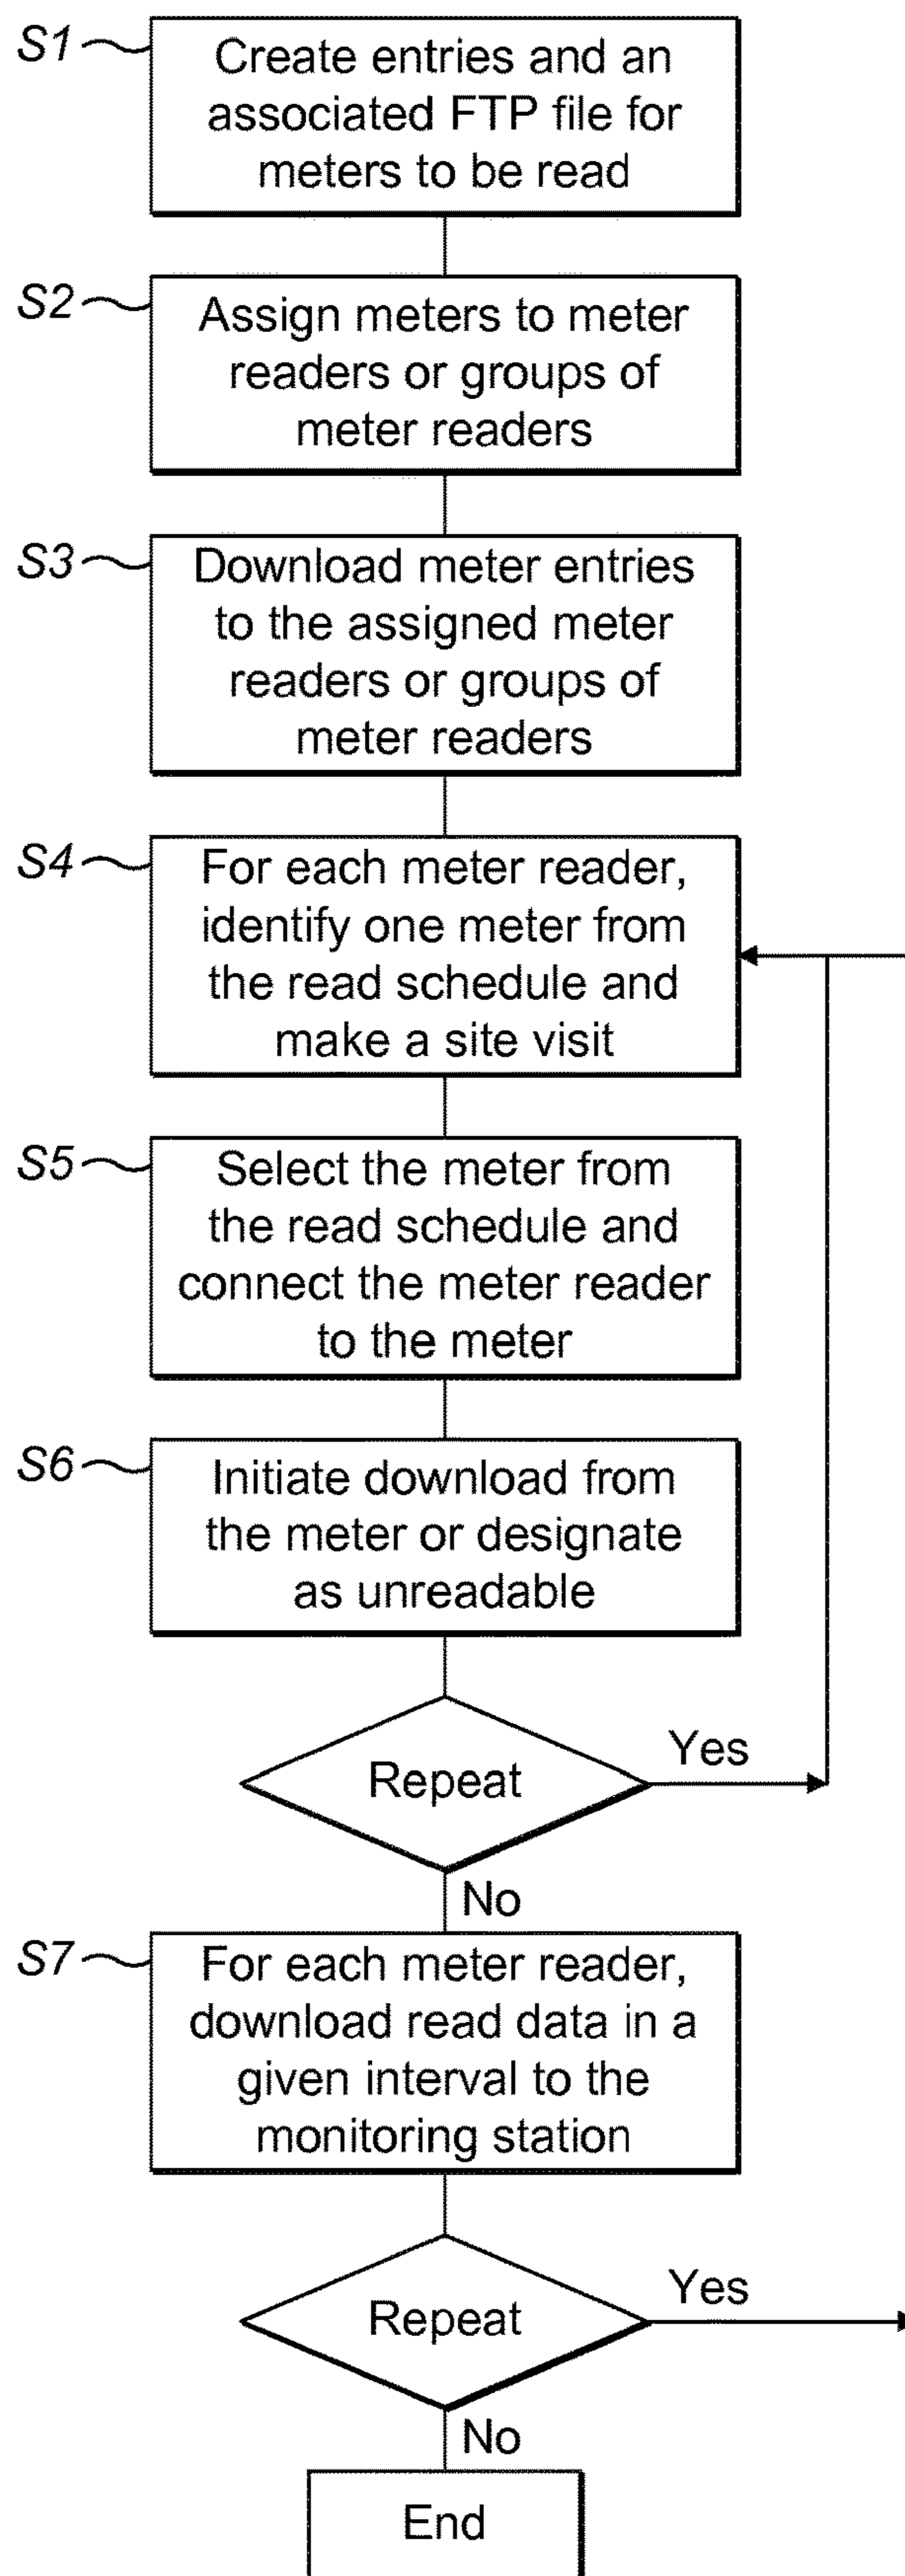 S1
Create entries and an
associated FTP file for
meters to be read
S2
Assign meters to meter
readers or groups of
meter readers
S3
Download meter entries
to the assigned meter
readers or groups of
meter readers
S4
For each meter reader,
identify one meter from
the read schedule and
make a site visit
S5
Select the meter from
the read schedule and
connect the meter reader
to the meter
S6
Initiate download from
the meter or designate
as unreadable
Repeat
Yes
No
S7
For each meter reader,
download read data in a
given interval to the
monitoring station
Repeat
Yes
No
End